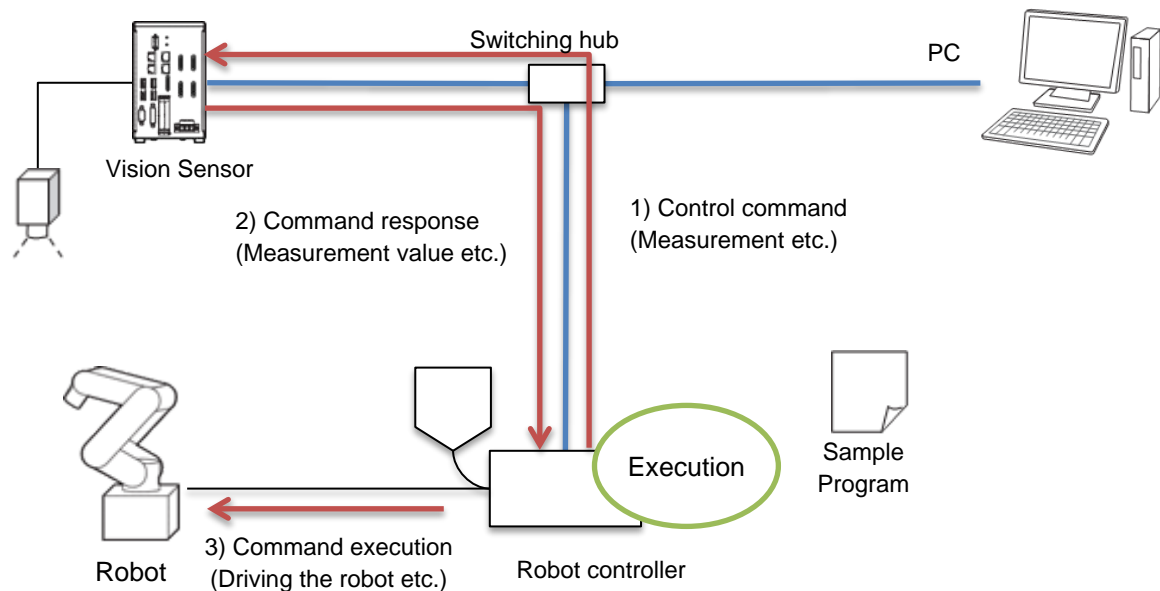 Switching hub
PC
Vision Sensor
2) Command response
(Measurement value etc.)
1) Control command
(Measurement etc.)
Execution
Sample
Program
3) Command execution
(Driving the robot etc.)
Robot
Robot controller